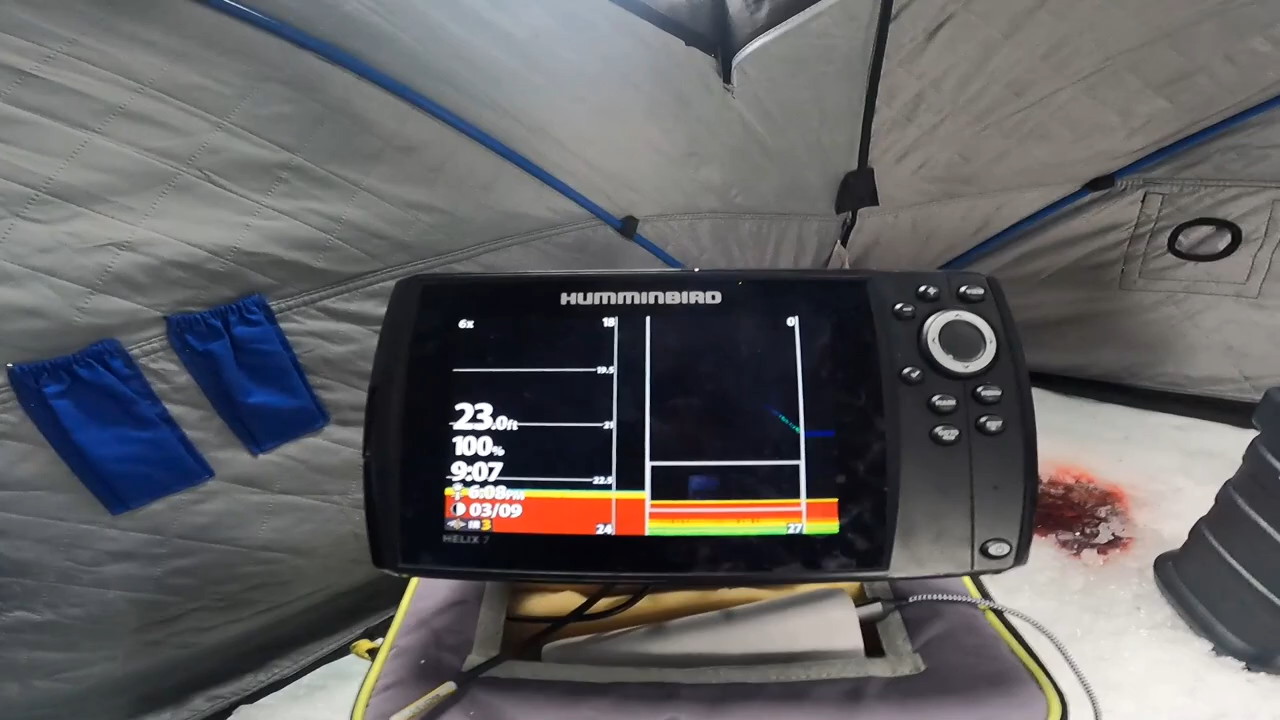 HUMMINBIRD
6x
18
0
19.5
23.0ft
21
100%
9:07
22.5
6:08PM
03/09
3
24
27
HELIX 7